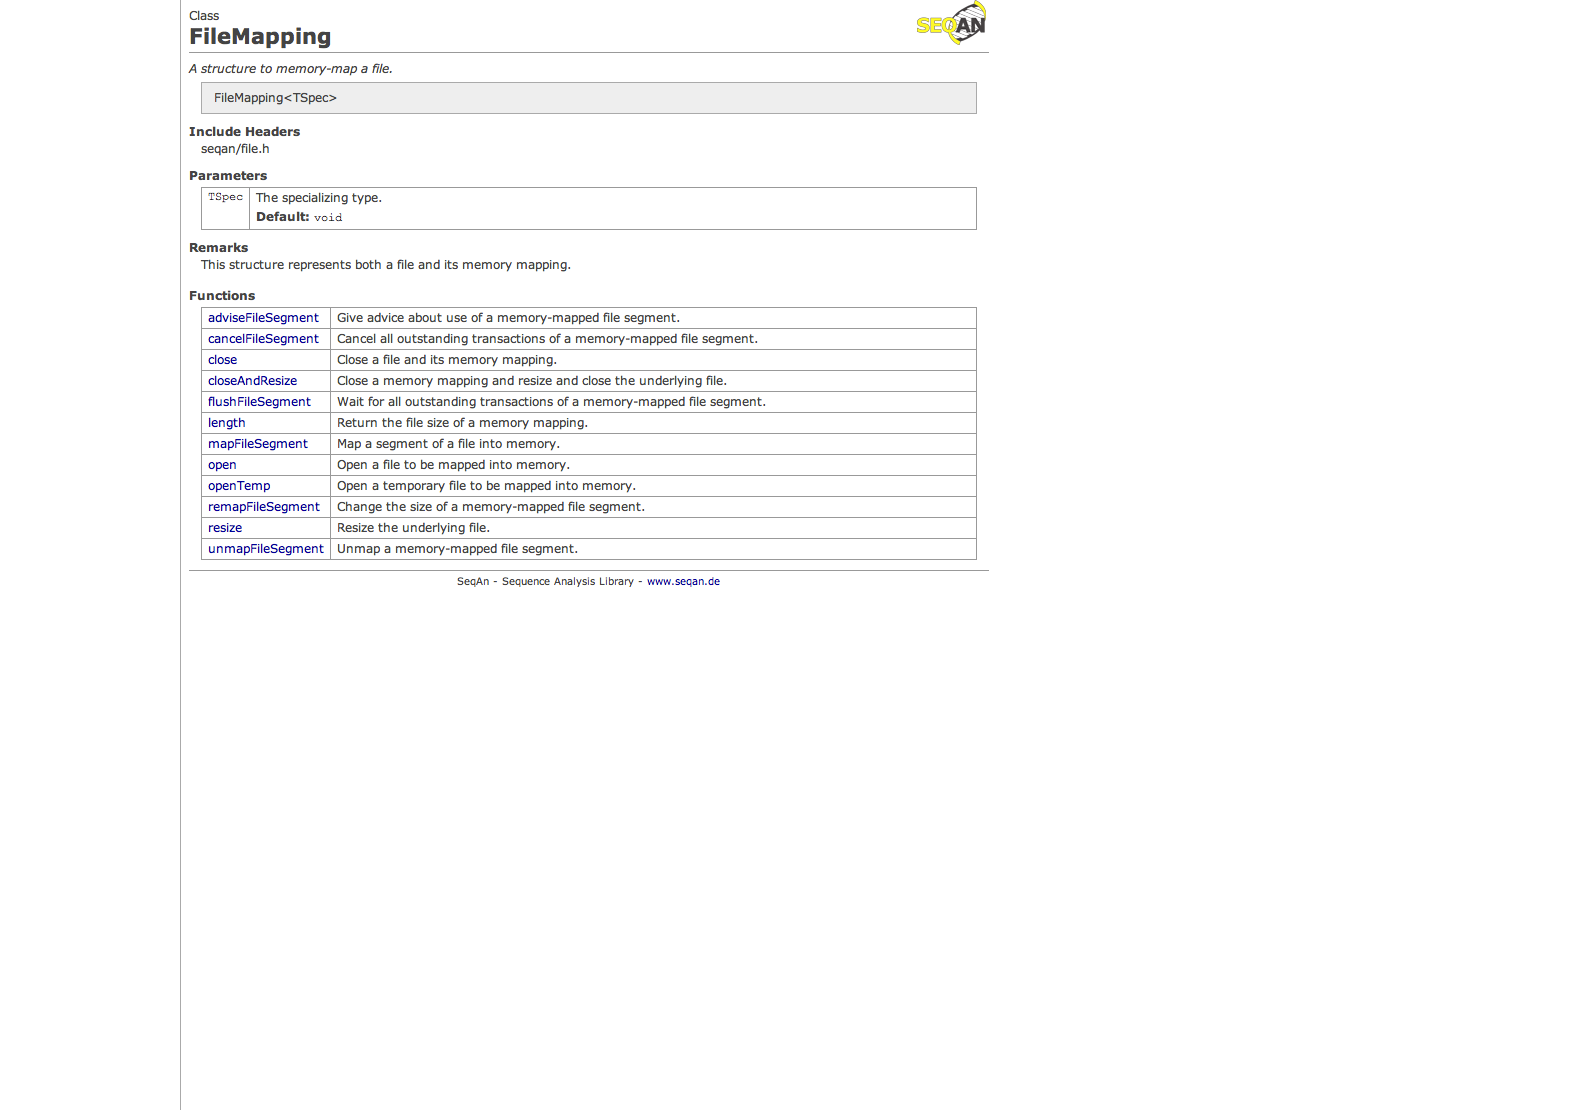 Class
FileMapping
SEQAN
A structure to memory-map a file.
FileMapping<TSpec>
Include Headers
seqan/file.h
Parameters
TSpec The specializing type.
Default: void
Remarks
This structure represents both a file and its memory mapping.
Functions
adviseFileSegment Give advice about use of a memory-mapped file segment.
cancelFileSegment Cancel all outstanding transactions of a memory-mapped file segment.
close Close a file and its memory mapping.
closeAndResize Close a memory mapping and resize and close the underlying file.
flushFileSegment Wait for all outstanding transactions of a memory-mapped file segment.
length Return the file size of a memory mapping.
mapFileSegment Map a segment of a file into memory.
open Open a file to be mapped into memory.
openTemp Open a temporary file to be mapped into memory.
remapFileSegment Change the size of a memory-mapped file segment.
resize Resize the underlying file.
unmapFileSegment Unmap a memory-mapped file segment.
SeqAn - Sequence Analysis Library - www.seqan.de